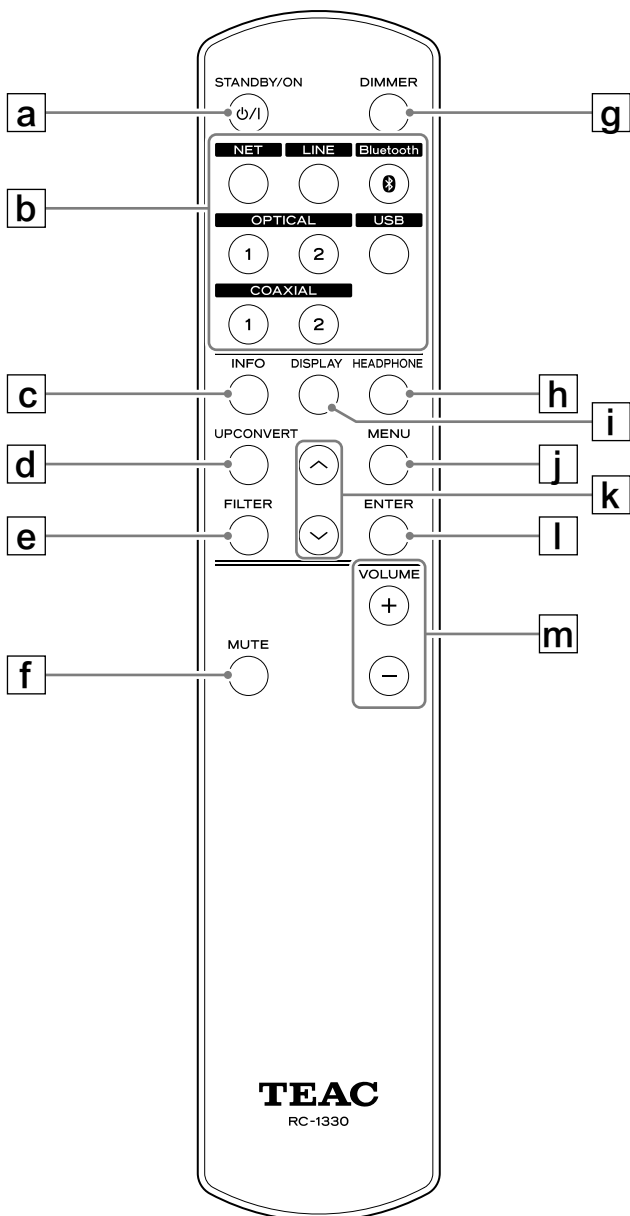 STANDBY/ON DIMMER
a ⏻/I g
NET LINE Bluetooth
b
OPTICAL USB
1 2
COAXIAL
1 2
INFO DISPLAY HEADPHONE
c h
i
UPCONVERT MENU
d j
k
FILTER ENTER
e l
VOLUME
+
m
MUTE
f −
TEAC
RC-1330